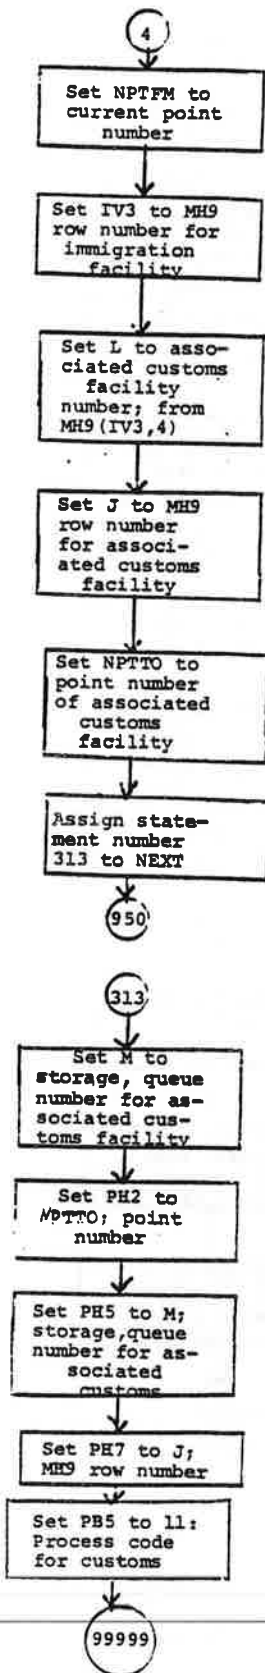 4
Set NPTFM to
current point
number
Set IV3 to MH9
row number for
immigration
facility
Set L to asso-
ciated customs
facility
number; from
MH9(IV3,4)
Set J to MH9
row number
for associ-
ated customs
facility
Set NPTTO to
point number
of associated
customs
facility
Assign state-
ment number
313 to NEXT
950
313
Set M to
storage, queue
number for as-
sociated cus-
toms facility
Set PH2 to
NPTTO; point
number
Set PH5 to M;
storage,queue
number for as-
sociated
customs
Set PH7 to J;
MH9 row number
Set PB5 to 11:
Process code
for customs
99999